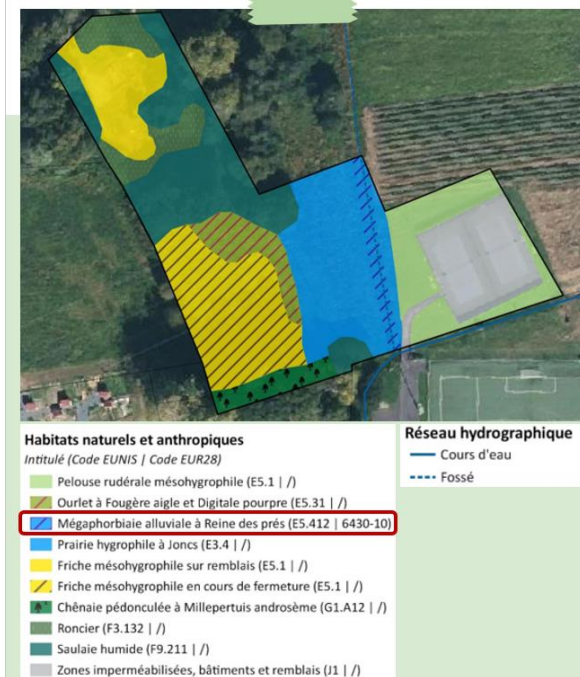 Habitats naturels et anthropiques
Intitulé (Code EUNIS | Code EUR28)
Pelouse rudérale mésohygrophile (E5.1 | /)
Ourlet à Fougère aigle et Digitale pourpre (E5.31 | /)
Mégaphorbiaie alluviale à Reine des prés (E5.412 | 6430-10)
Prairie hygrophile à Joncs (E3.4 | /)
Friche mésohygrophile sur remblais (E5.1 | /)
Friche mésohygrophile en cours de fermeture (E5.1 | /)
Chênaie pédonculée à Millepertuis androsème (G1.A12 | /)
Roncier (F3.132 | /)
Saulaie humide (F9.211 | /)
Zones imperméabilisées, bâtiments et remblais (J1 | /)
Réseau hydrographique
Cours d'eau
Fossé